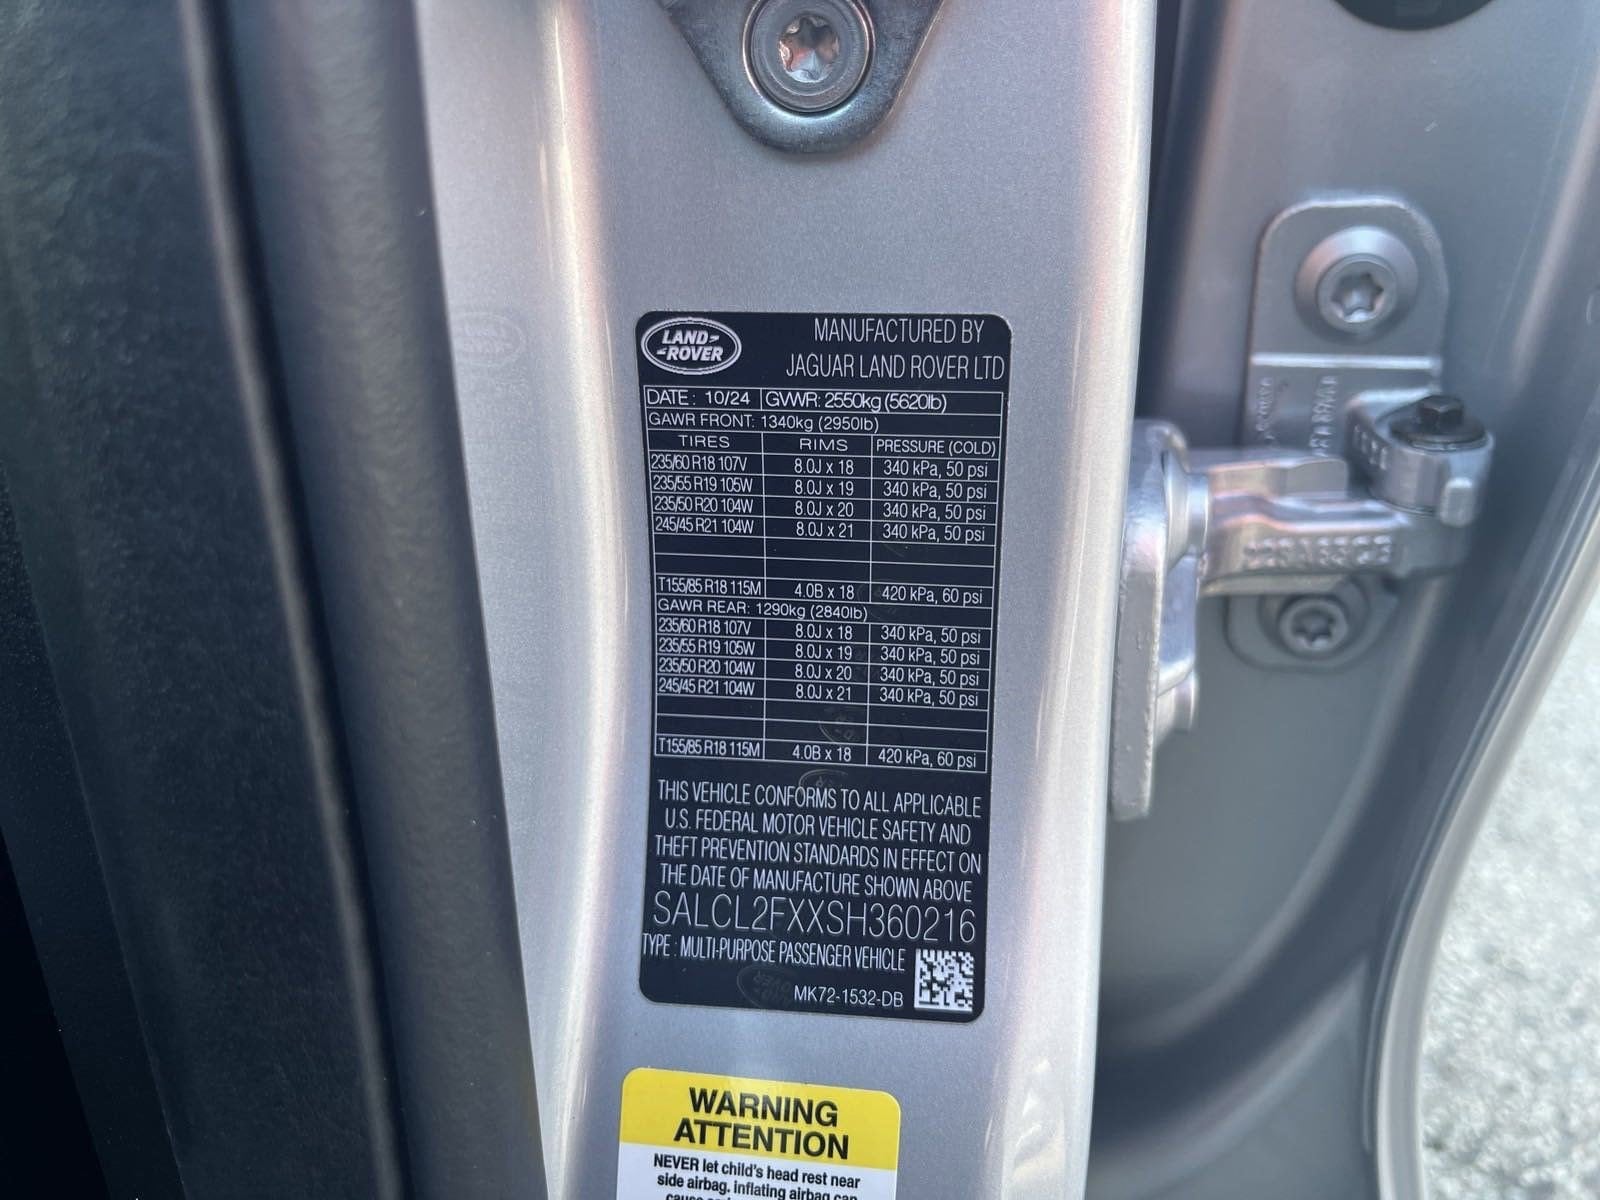 LAND ROVER
MANUFACTURED BY
JAGUAR LAND ROVER LTD
DATE: 10/24 GVWR: 2550kg (5620lb)
GAWR FRONT: 1340kg (2950lb)
TIRES RIMS PRESSURE (COLD)
235/60 R18 107V 8.0J x 18 340 kPa, 50 psi
235/55 R19 105W 8.0J x 19 340 kPa, 50 psi
235/50 R20 104W 8.0J x 20 340 kPa, 50 psi
245/45 R21 104W 8.0J x 21 340 kPa, 50 psi
T155/85 R18 115M 4.0B x 18 420 kPa, 60 psi
GAWR REAR: 1290kg (2840lb)
235/60 R18 107V 8.0J x 18 340 kPa, 50 psi
235/55 R19 105W 8.0J x 19 340 kPa, 50 psi
235/50 R20 104W 8.0J x 20 340 kPa, 50 psi
245/45 R21 104W 8.0J x 21 340 kPa, 50 psi
T155/85 R18 115M 4.0B x 18 420 kPa, 60 psi
THIS VEHICLE CONFORMS TO ALL APPLICABLE
U.S. FEDERAL MOTOR VEHICLE SAFETY AND
THEFT PREVENTION STANDARDS IN EFFECT ON
THE DATE OF MANUFACTURE SHOWN ABOVE
SALCL2FXXSH360216
TYPE : MULTI-PURPOSE PASSENGER VEHICLE
MK72-1532-DB
WARNING
ATTENTION
NEVER let child's head rest near
side airbag. inflating airbag can